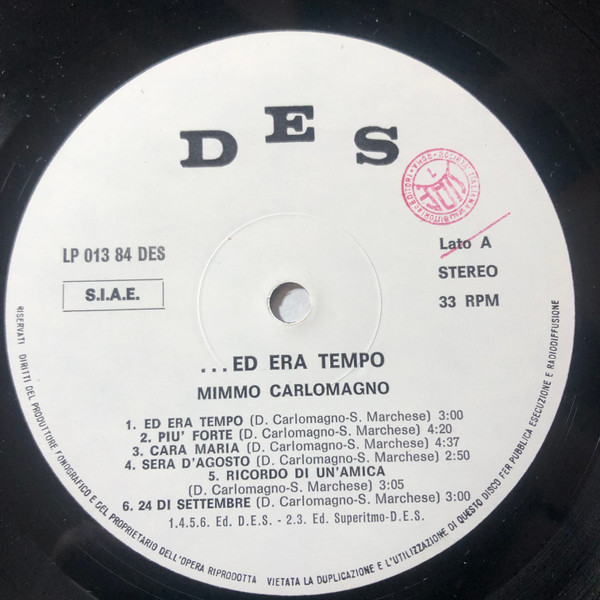 DES
LP 013 84 DES
S.I.A.E.
Lato A
STEREO
33 RPM
...ED ERA TEMPO
MIMMO CARLOMAGNO
1. ED ERA TEMPO (D. Carlomagno-S. Marchese) 3:00
2. PIU' FORTE (D. Carlomagno-S. Marchese) 4:20
3. CARA MARIA (D. Carlomagno-S. Marchese) 4:37
4. SERA D'AGOSTO (D. Carlomagno-S. Marchese) 2:50
5. RICORDO DI UN'AMICA
(D. Carlomagno-S. Marchese) 3:05
6. 24 DI SETTEMBRE (D. Carlomagno-S. Marchese) 3:00
1.4.5.6. Ed. D.E.S. - 2.3. Ed. Superitmo-D.E.S.
RISERVATI DIRITTI DEL PRODUTTORE FONOGRAFICO E DEL PROPRIETARIO DELL'OPERA RIPRODOTTA VIETATA LA DUPLICAZIONE E L'UTILIZZAZIONE DI QUESTO DISCO PER PUBBLICA ESECUZIONE E RADIODIFFUSIONE